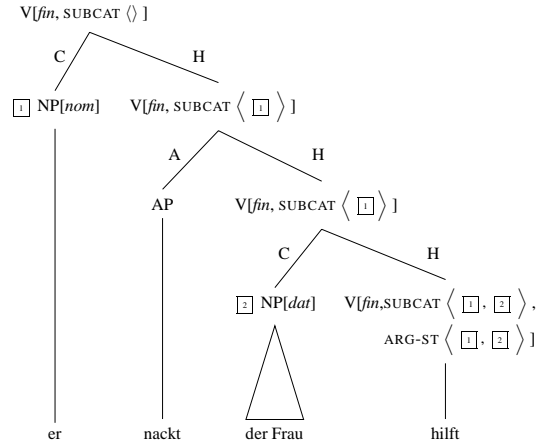 V[fin, SUBCAT ⟨⟩ ]
C H
1 NP[nom] V[fin, SUBCAT ⟨ 1 ⟩ ]
A H
AP V[fin, SUBCAT ⟨ 1 ⟩ ]
C H
2 NP[dat] V[fin,SUBCAT ⟨ 1, 2 ⟩,
ARG-ST ⟨ 1, 2 ⟩ ]
er nackt der Frau hilft